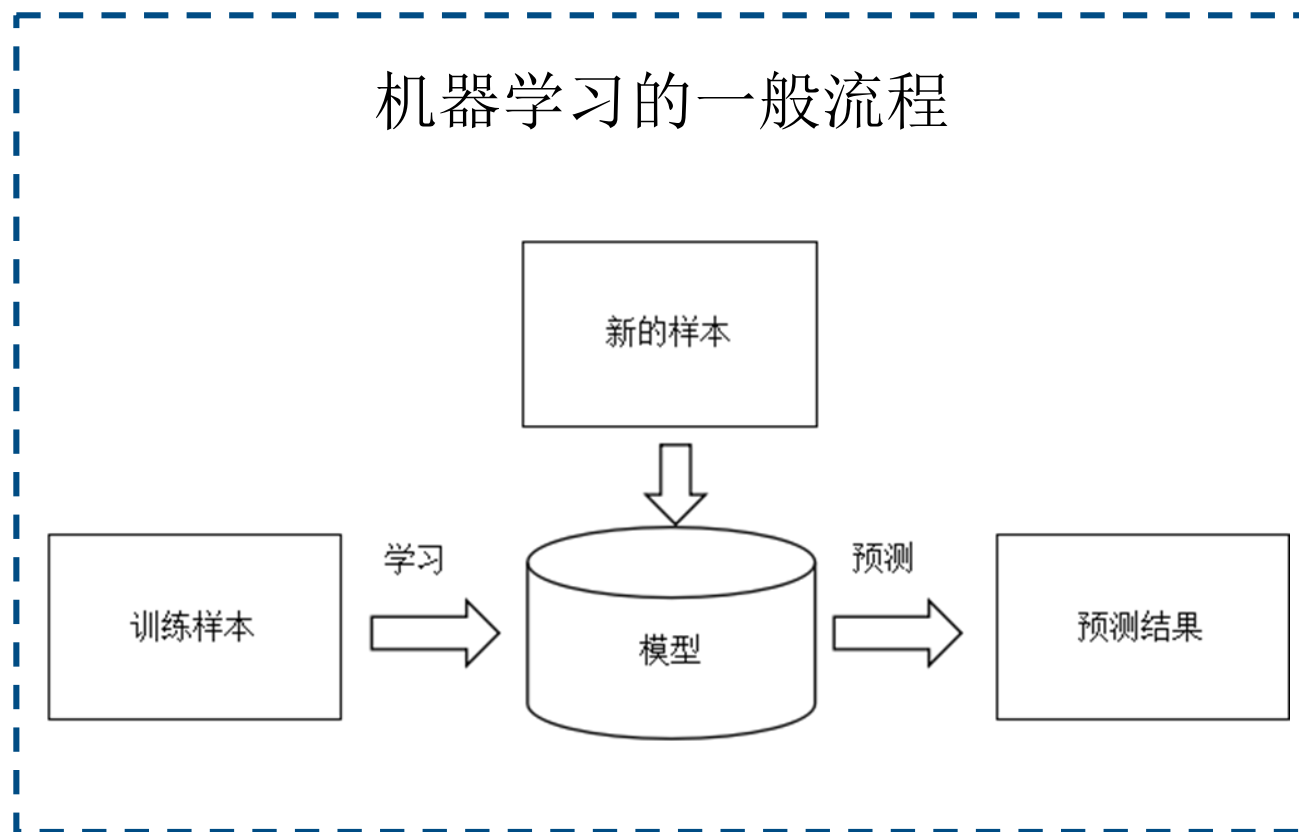 机器学习的一般流程
新的样本
学习
预测
训练样本
模型
预测结果